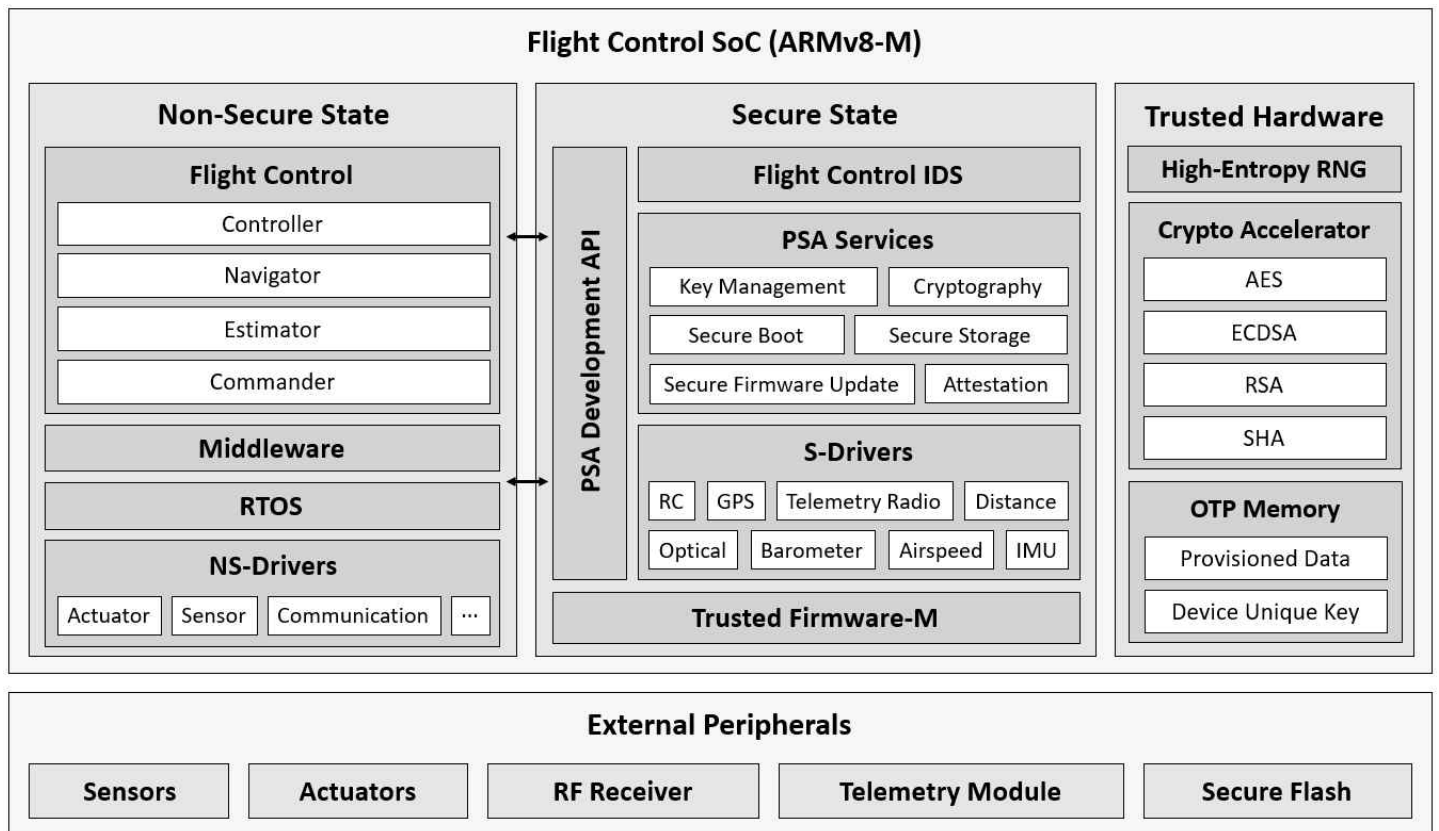 Flight Control SoC (ARMv8-M)
Non-Secure State
Flight Control
Controller
Navigator
Estimator
Commander
Middleware
RTOS
NS-Drivers
Actuator
Sensor
Communication
...
Secure State
PSA Development API
Flight Control IDS
PSA Services
Key Management
Cryptography
Secure Boot
Secure Storage
Secure Firmware Update
Attestation
S-Drivers
RC
GPS
Telemetry Radio
Distance
Optical
Barometer
Airspeed
IMU
Trusted Firmware-M
Trusted Hardware
High-Entropy RNG
Crypto Accelerator
AES
ECDSA
RSA
SHA
OTP Memory
Provisioned Data
Device Unique Key
External Peripherals
Sensors
Actuators
RF Receiver
Telemetry Module
Secure Flash